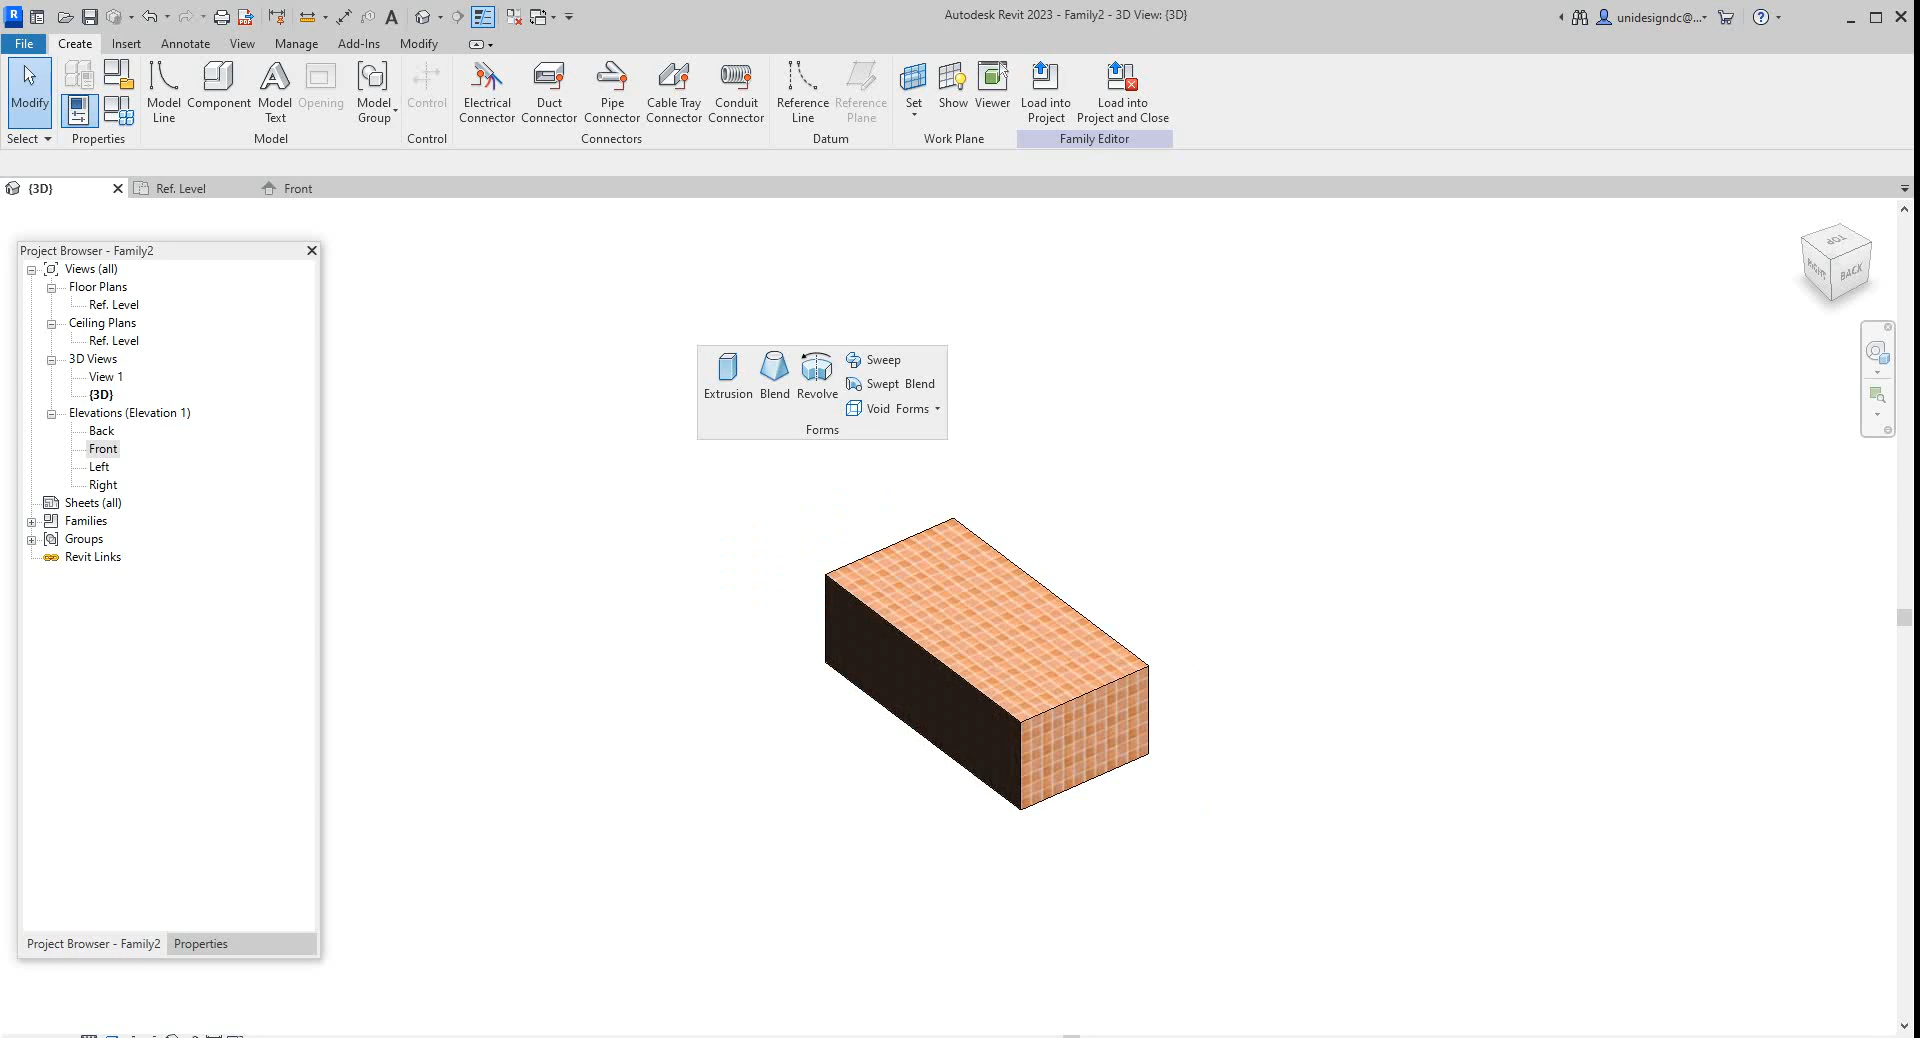 Autodesk Revit 2023 - Family2 - 3D View: {3D}
unidesigndc@...
File Create Insert Annotate View Manage Add-Ins Modify
Modify
Model Line
Component
Model Text
Opening
Model Group
Control
Electrical Connector
Duct Connector
Pipe Connector
Cable Tray Connector
Conduit Connector
Reference Line
Reference Plane
Set
Show
Viewer
Load into Project
Load into Project and Close
Select Properties Model Control Connectors Datum Work Plane Family Editor
{3D} Ref. Level Front
Project Browser - Family2
Views (all)
Floor Plans
Ref. Level
Ceiling Plans
Ref. Level
3D Views
View 1
{3D}
Elevations (Elevation 1)
Back
Front
Left
Right
Sheets (all)
Families
Groups
Revit Links
Project Browser - Family2 Properties
Extrusion Blend Revolve
Sweep
Swept Blend
Void Forms
Forms
TOP
RIGHT BACK